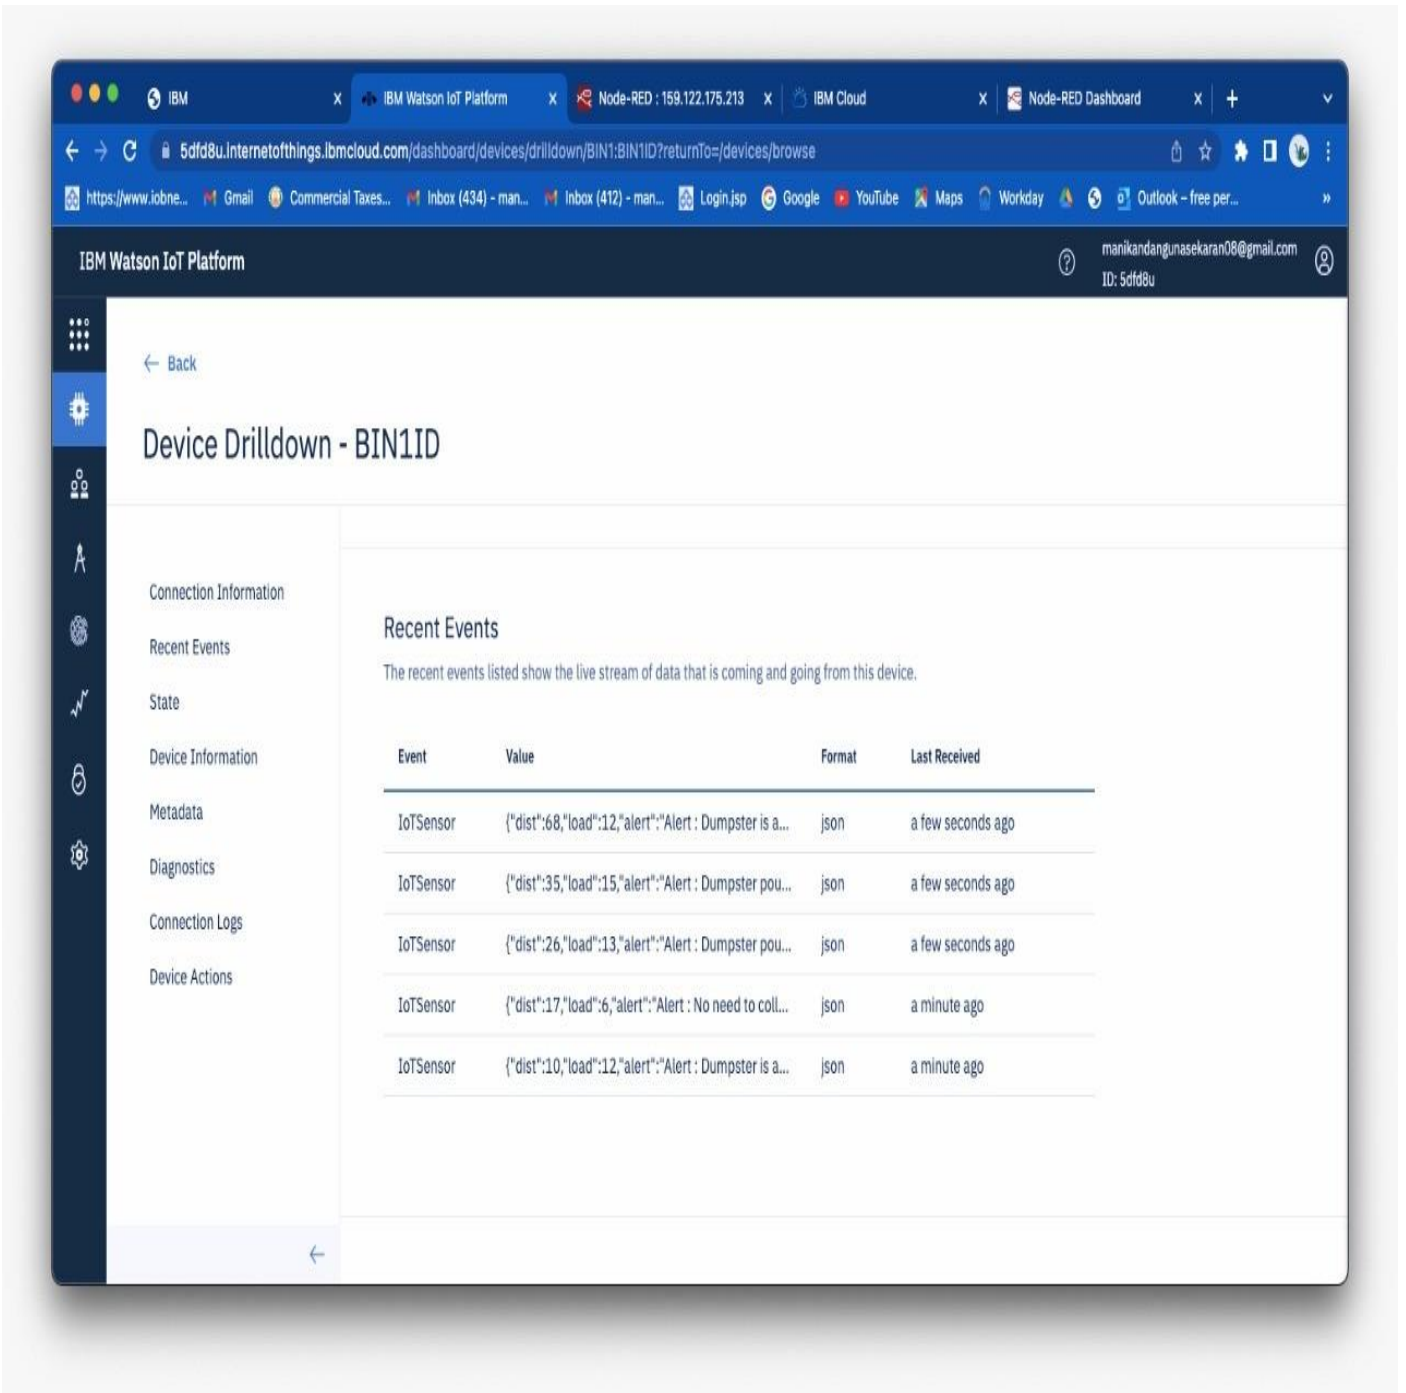 IBM x IBM Watson IoT Platform x Node-RED : 159.122.175.213 x IBM Cloud x Node-RED Dashboard x +
5dfd8u.internetofthings.ibmcloud.com/dashboard/devices/drilldown/BIN1:BIN1ID?returnTo=/devices/browse
https://www.iobne... Gmail Commercial Taxes... Inbox (434) - man... Inbox (412) - man... Login.jsp Google YouTube Maps Workday Outlook – free per... »
IBM Watson IoT Platform
manikandangunasekaran08@gmail.com
ID: 5dfd8u
← Back
Device Drilldown - BIN1ID
Connection Information
Recent Events
State
Device Information
Metadata
Diagnostics
Connection Logs
Device Actions
Recent Events
The recent events listed show the live stream of data that is coming and going from this device.
Event Value Format Last Received
IoTSensor {"dist":68,"load":12,"alert":"Alert : Dumpster is a... json a few seconds ago
IoTSensor {"dist":35,"load":15,"alert":"Alert : Dumpster pou... json a few seconds ago
IoTSensor {"dist":26,"load":13,"alert":"Alert : Dumpster pou... json a few seconds ago
IoTSensor {"dist":17,"load":6,"alert":"Alert : No need to coll... json a minute ago
IoTSensor {"dist":10,"load":12,"alert":"Alert : Dumpster is a... json a minute ago